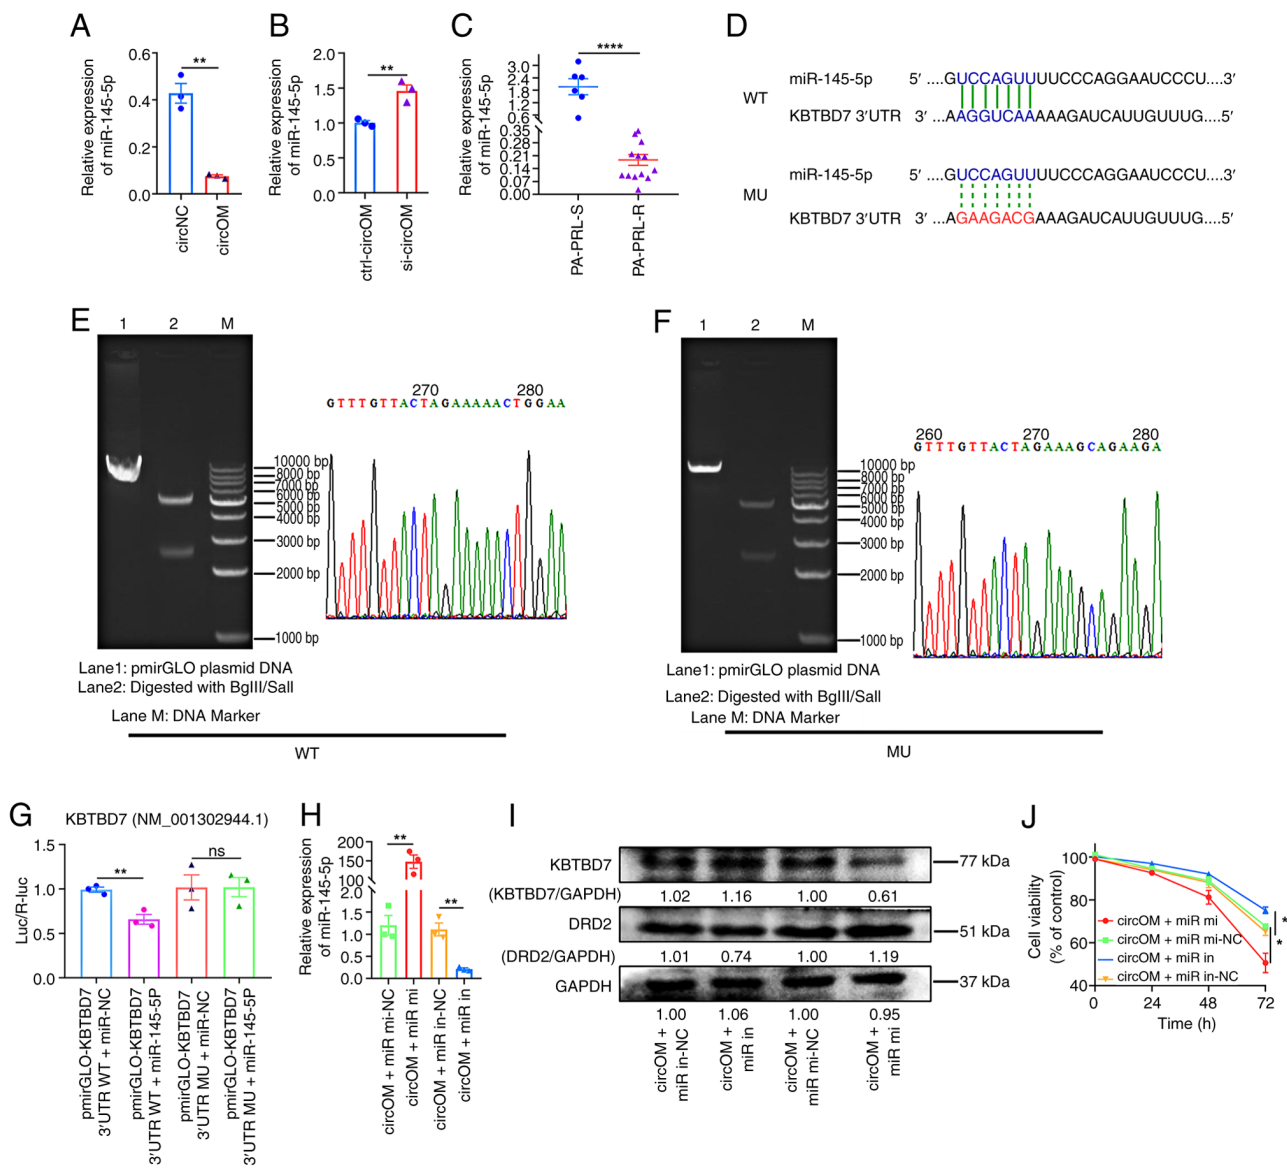 A
Relative expression
of miR-145-5p
0.6
0.4
0.2
0.0
**
circNC
circOM
B
Relative expression
of miR-145-5p
2.0
1.5
1.0
0.5
0.0
**
ctrl-circOM
si-circOM
C
Relative expression
of miR-145-5p
3.0
2.4
1.8
1.2
0.6
0.35
0.28
0.21
0.14
0.07
0.00
****
PA-PRL-S
PA-PRL-R
D
WT
miR-145-5p 5′ ....GUCCAGUUUUCCCAGGAAUCCCU....3′
KBTBD7 3′UTR 3′ ...AAGGUCAAAAAGAUCAUUGUUUG....5′
MU
miR-145-5p 5′ ....GUCCAGUUUUCCCAGGAAUCCCU....3′
KBTBD7 3′UTR 3′ ...AGAAGACGAAAGAUCAUUGUUUG....5′
E
1 2 M
10000 bp
8000 bp
7000 bp
6000 bp
5000 bp
4000 bp
3000 bp
2000 bp
1000 bp
270 280
GTTTGTTACTAGAAAAACTGGAA
Lane1: pmirGLO plasmid DNA
Lane2: Digested with BgIII/SalI
Lane M: DNA Marker
WT
F
1 2 M
10000 bp
8000 bp
7000 bp
6000 bp
5000 bp
4000 bp
3000 bp
2000 bp
1000 bp
260 270 280
GTTTGTTACTAGAAAGCAGAAGA
Lane1: pmirGLO plasmid DNA
Lane2: Digested with BgIII/SalI
Lane M: DNA Marker
MU
G
KBTBD7 (NM_001302944.1)
Luc/R-luc
1.5
1.0
0.5
0.0
**
ns
pmirGLO-KBTBD7
3′UTR WT + miR-NC
pmirGLO-KBTBD7
3′UTR WT + miR-145-5P
pmirGLO-KBTBD7
3′UTR MU + miR-NC
pmirGLO-KBTBD7
3′UTR MU + miR-145-5P
H
Relative expression
of miR-145-5p
200
150
100
2.0
1.5
1.0
0.5
0.0
**
**
circOM + miR mi-NC
circOM + miR mi
circOM + miR in-NC
circOM + miR in
I
KBTBD7
77 kDa
(KBTBD7/GAPDH) 1.02 1.16 1.00 0.61
DRD2
51 kDa
(DRD2/GAPDH) 1.01 0.74 1.00 1.19
GAPDH
37 kDa
1.00 1.06 1.00 0.95
circOM +
miR in-NC
circOM +
miR in
circOM +
miR mi-NC
circOM +
miR mi
J
Cell viability
(% of control)
100
80
60
40
circOM + miR mi
circOM + miR mi-NC
circOM + miR in
circOM + miR in-NC
*
*
0 24 48 72
Time (h)